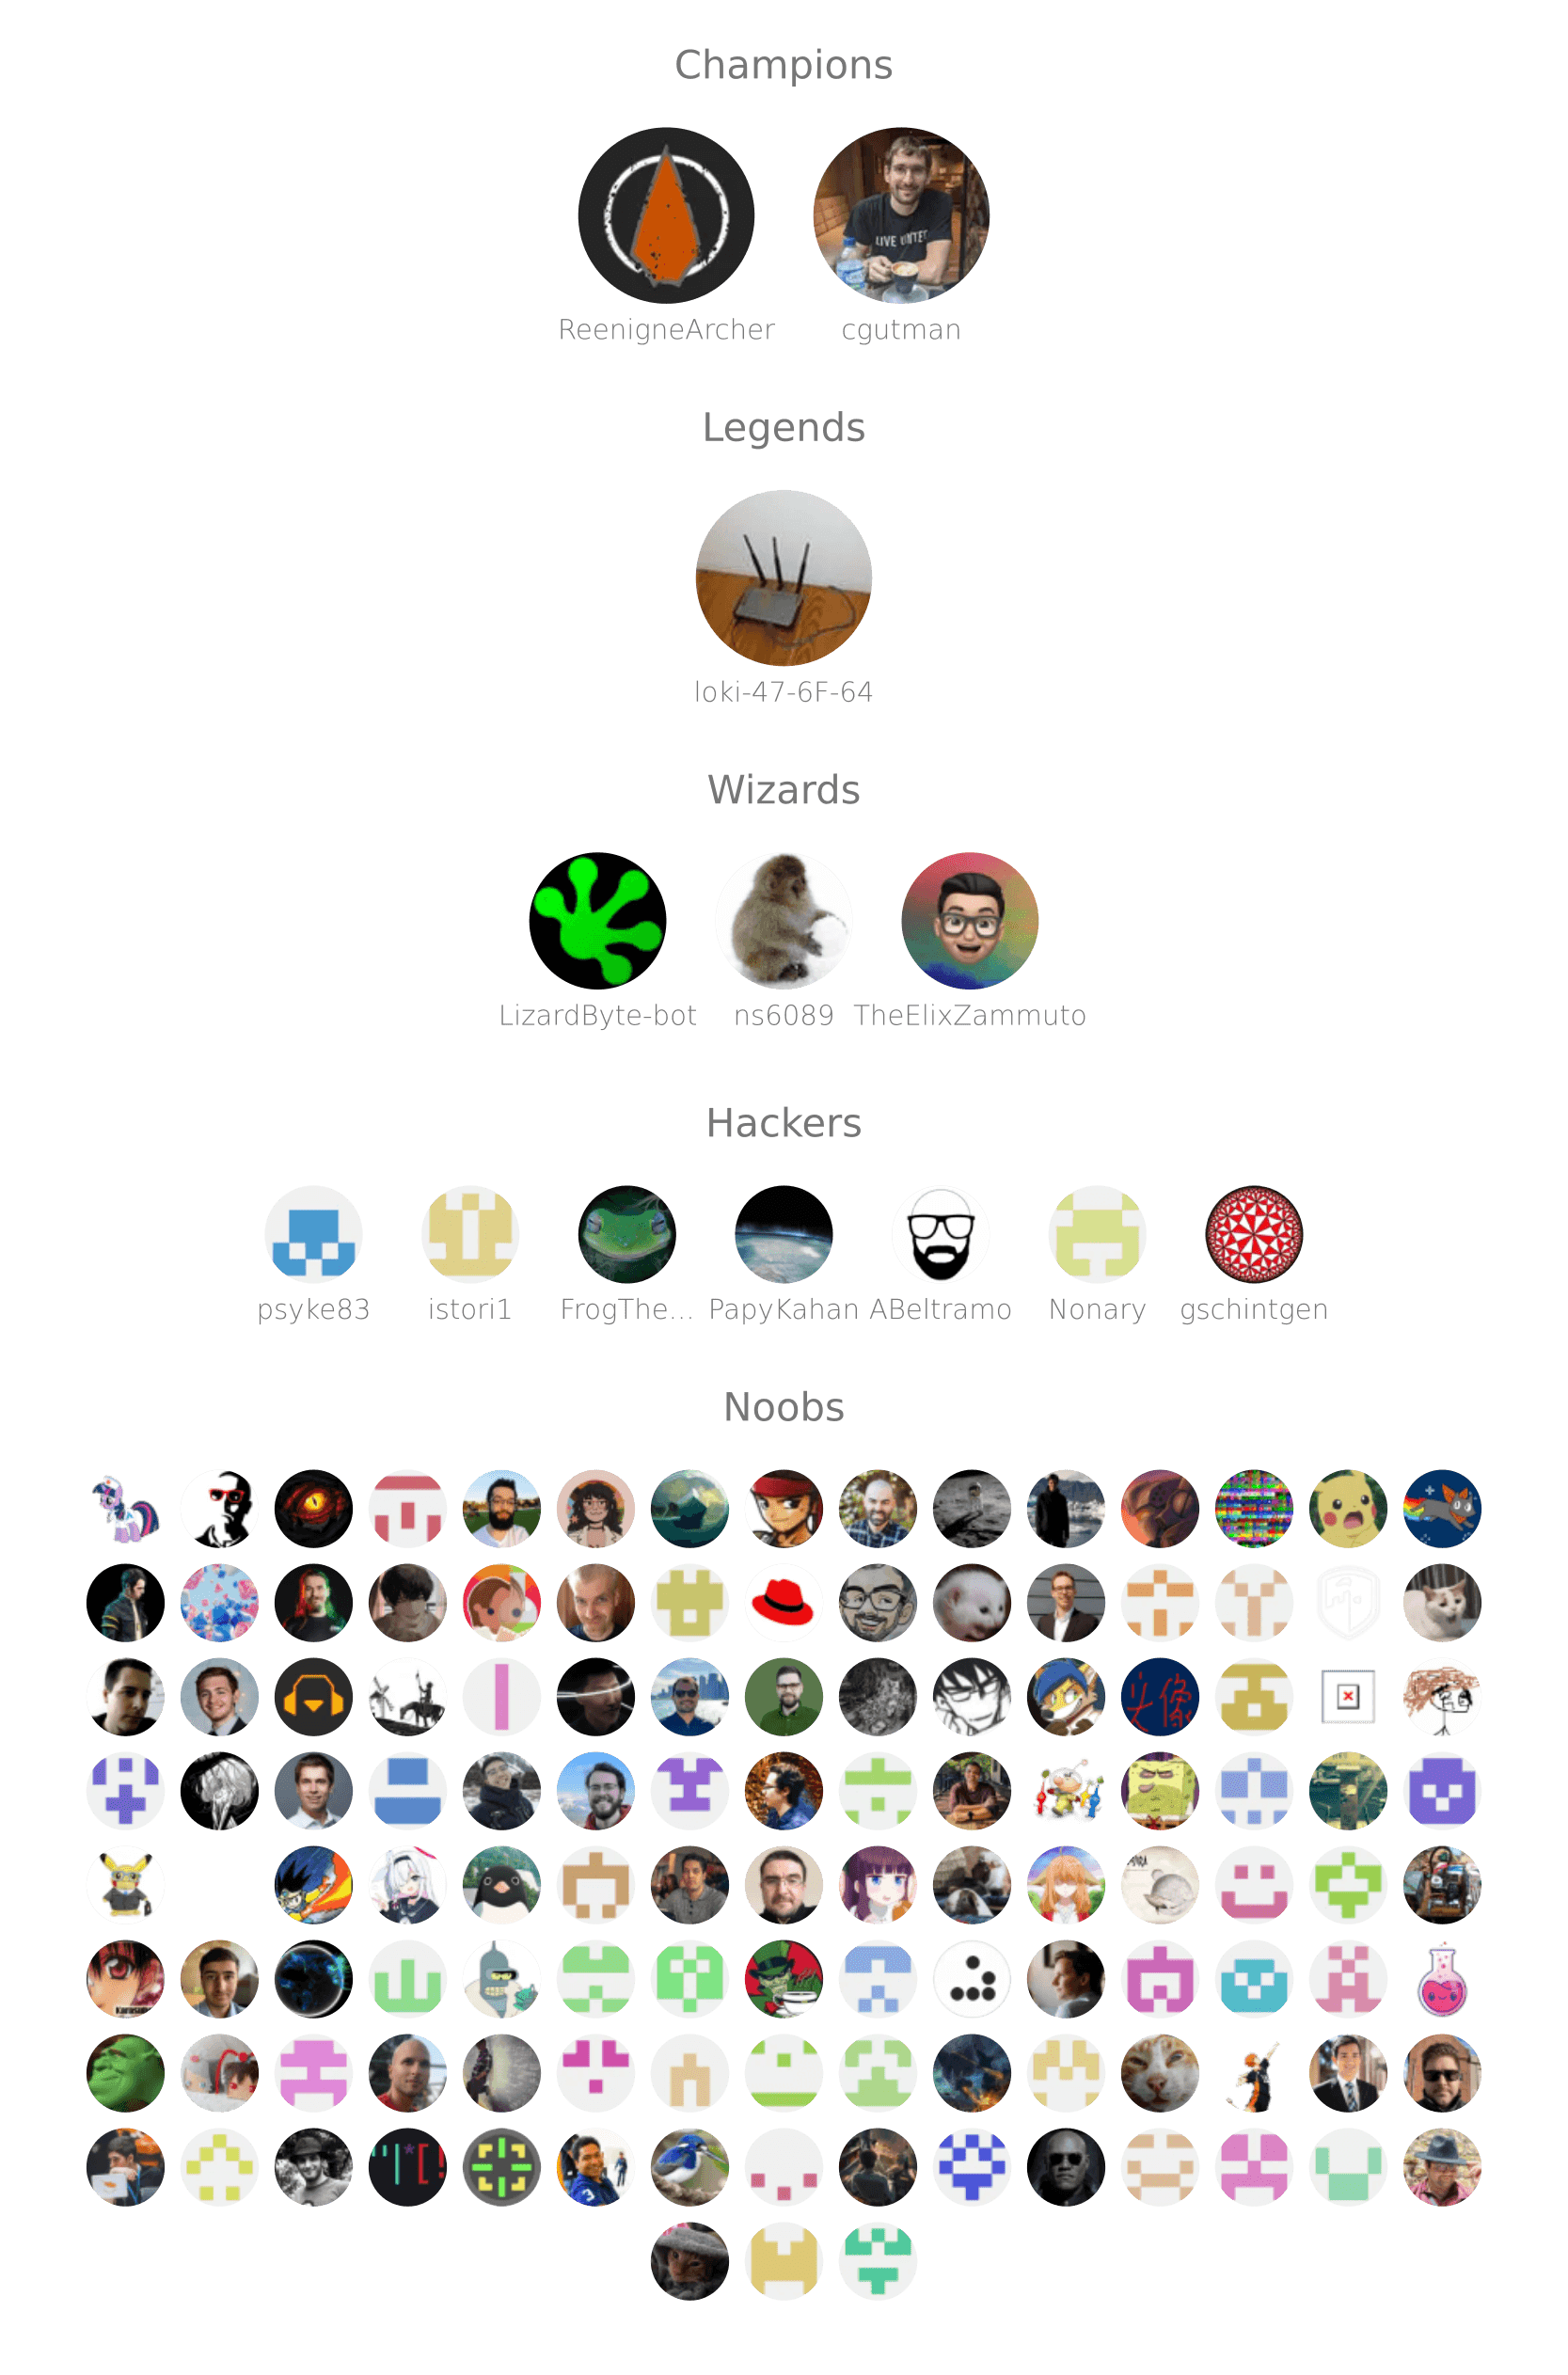 Champions
ReenigneArcher cgutman
Legends
loki-47-6F-64
Wizards
LizardByte-bot ns6089 TheElixZammuto
Hackers
psyke83 istori1 FrogThe... PapyKahan ABeltramo Nonary gschintgen
Noobs